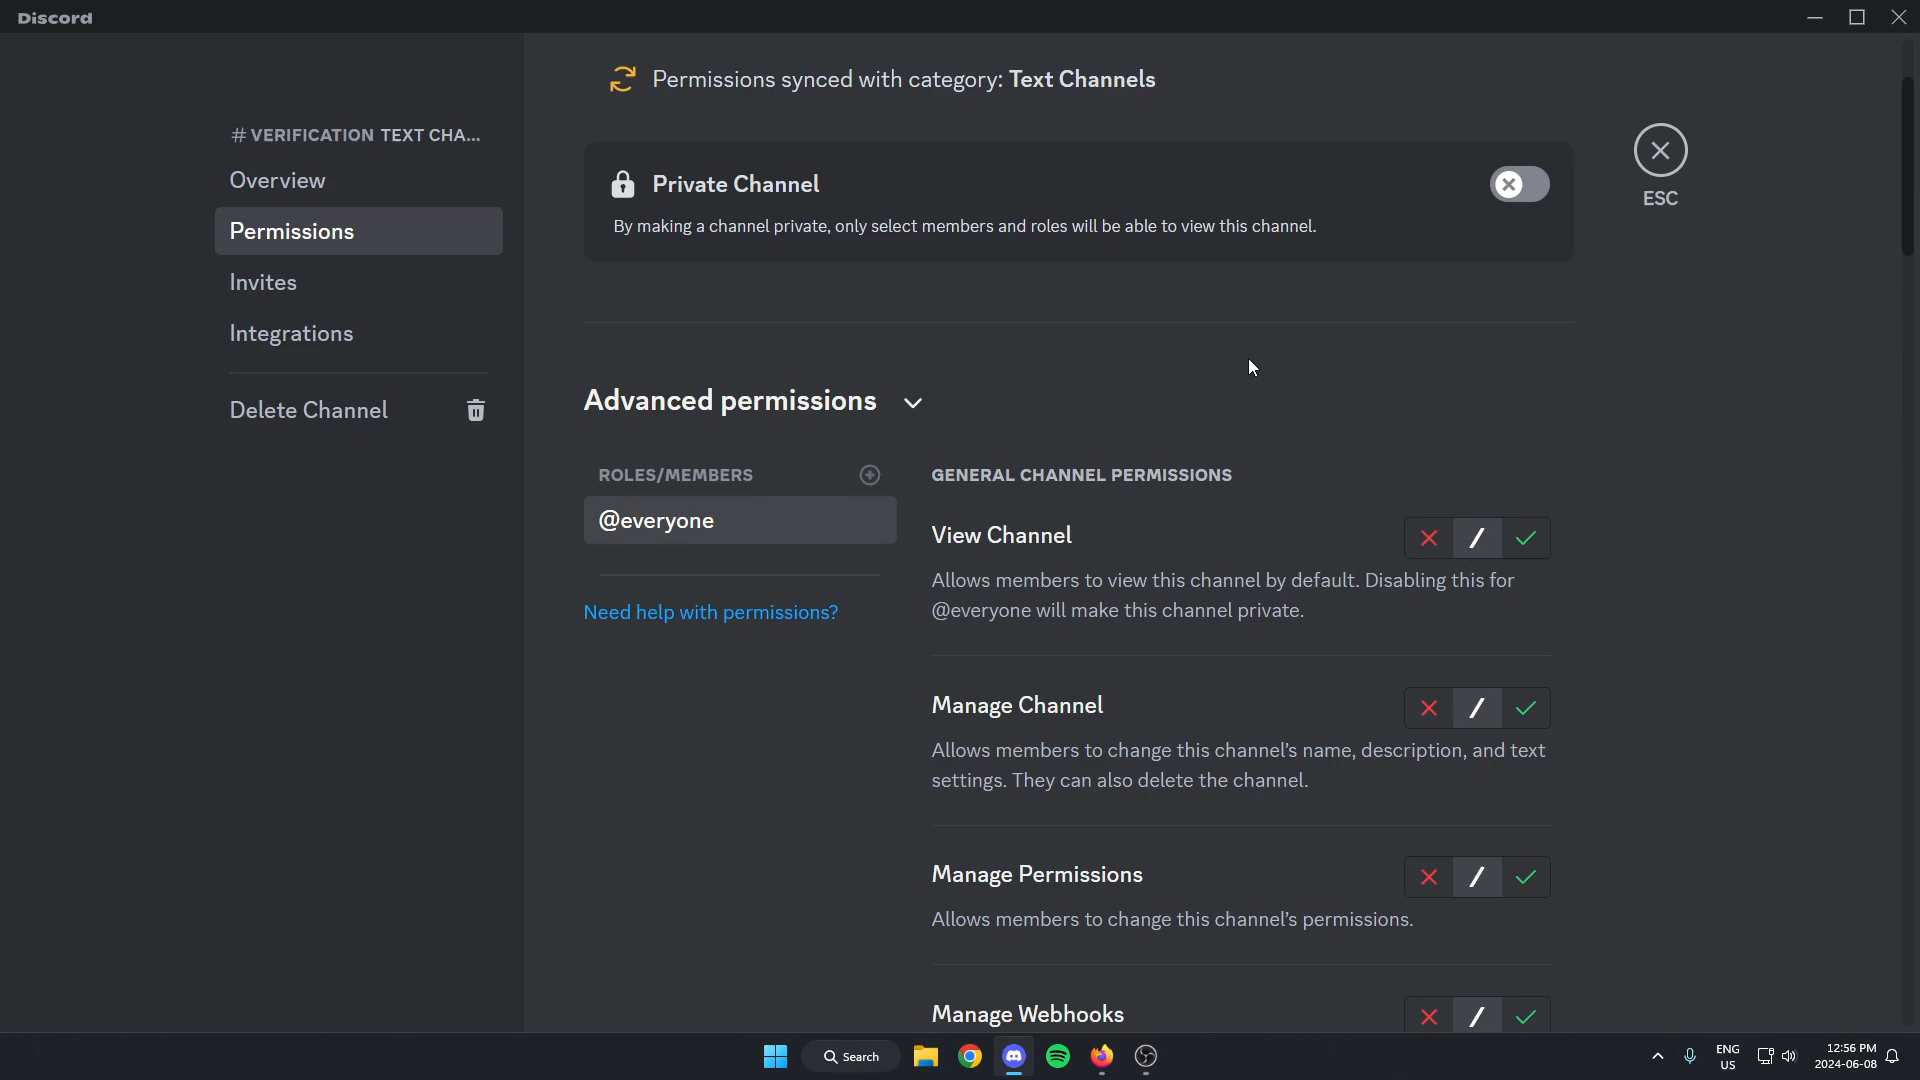 Discord
Permissions synced with category: Text Channels
# VERIFICATION TEXT CHA...
Overview
Permissions
Invites
Integrations
Delete Channel
Private Channel
By making a channel private, only select members and roles will be able to view this channel.
ESC
Advanced permissions
ROLES/MEMBERS
@everyone
Need help with permissions?
GENERAL CHANNEL PERMISSIONS
View Channel
Allows members to view this channel by default. Disabling this for
@everyone will make this channel private.
Manage Channel
Allows members to change this channel's name, description, and text
settings. They can also delete the channel.
Manage Permissions
Allows members to change this channel's permissions.
Manage Webhooks
Search
ENG
US
12:56 PM
2024-06-08